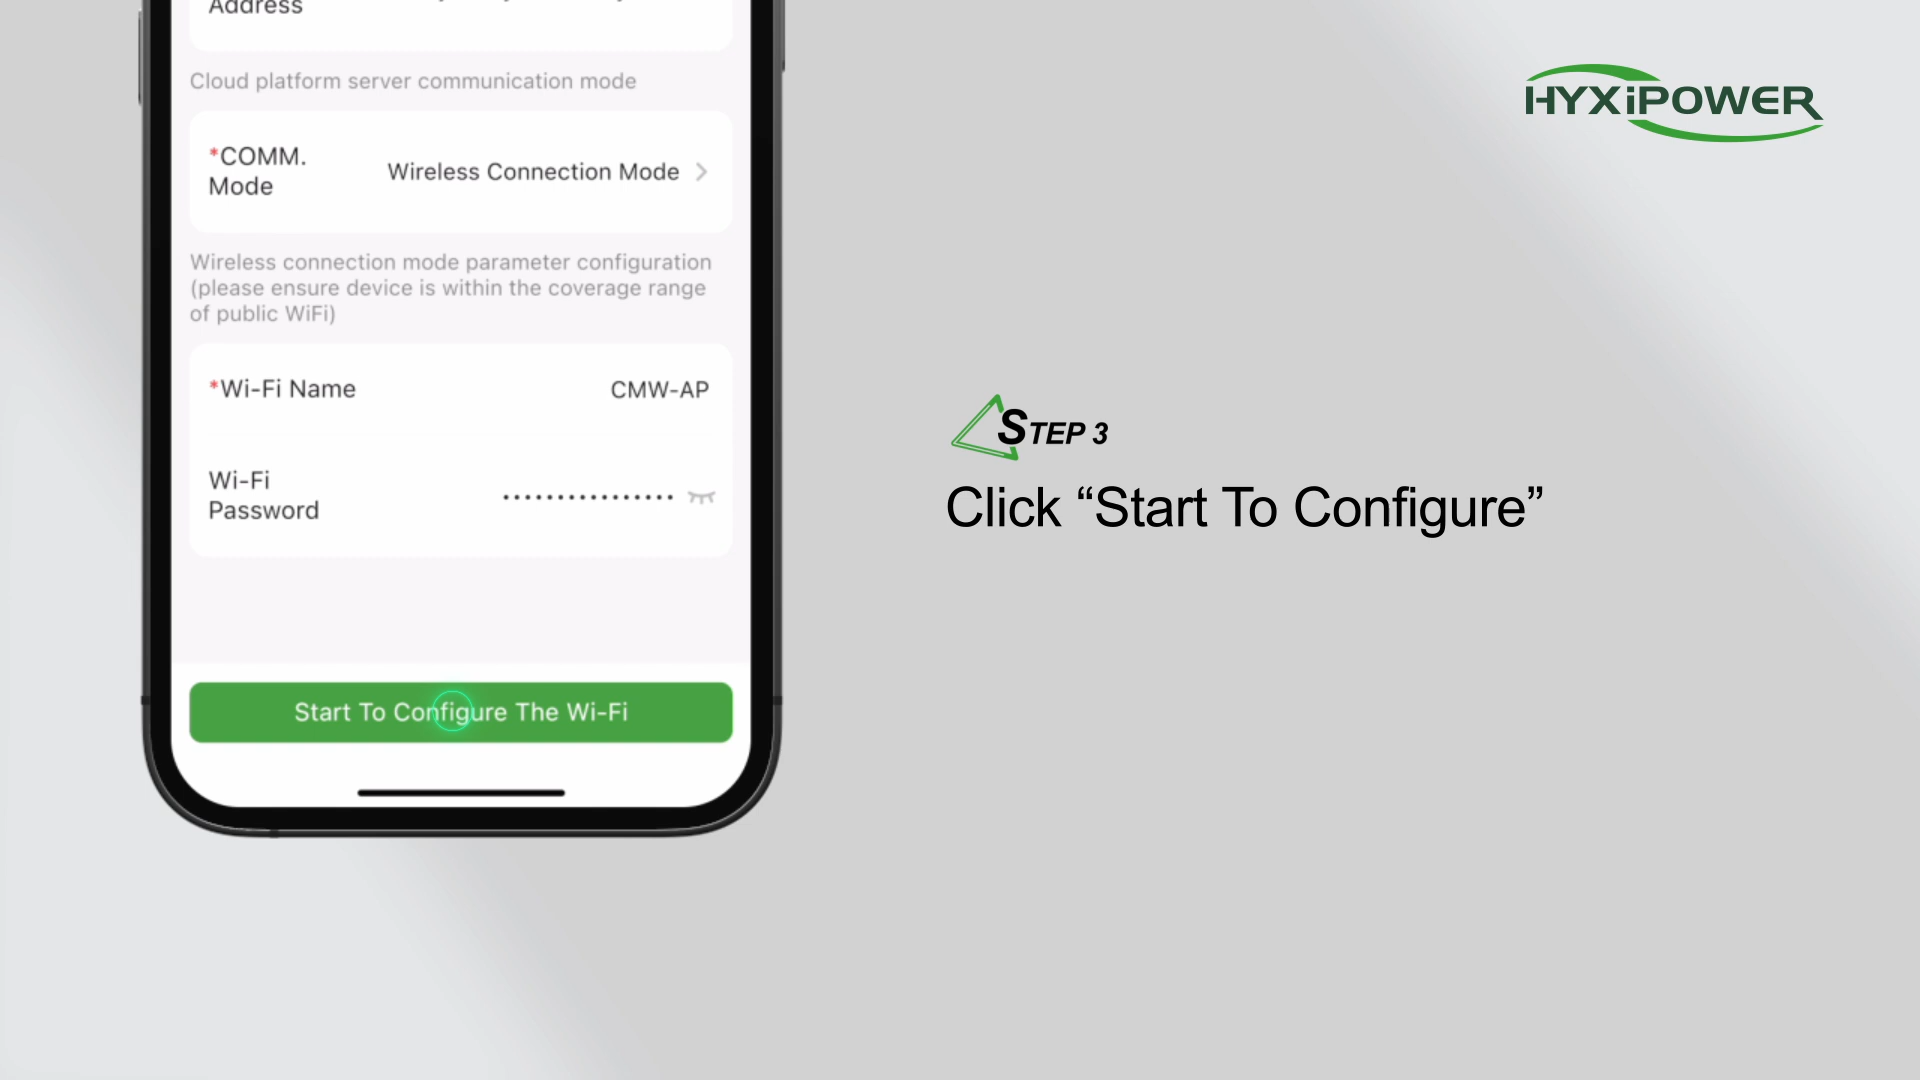 Address
Cloud platform server communication mode
*COMM.
Mode
Wireless Connection Mode
Wireless connection mode parameter configuration
(please ensure device is within the coverage range
of public WiFi)
*Wi-Fi Name
CMW-AP
Wi-Fi
Password
••••••••••••••••
Start To Configure The Wi-Fi
HYXiPOWER
STEP 3
Click “Start To Configure”